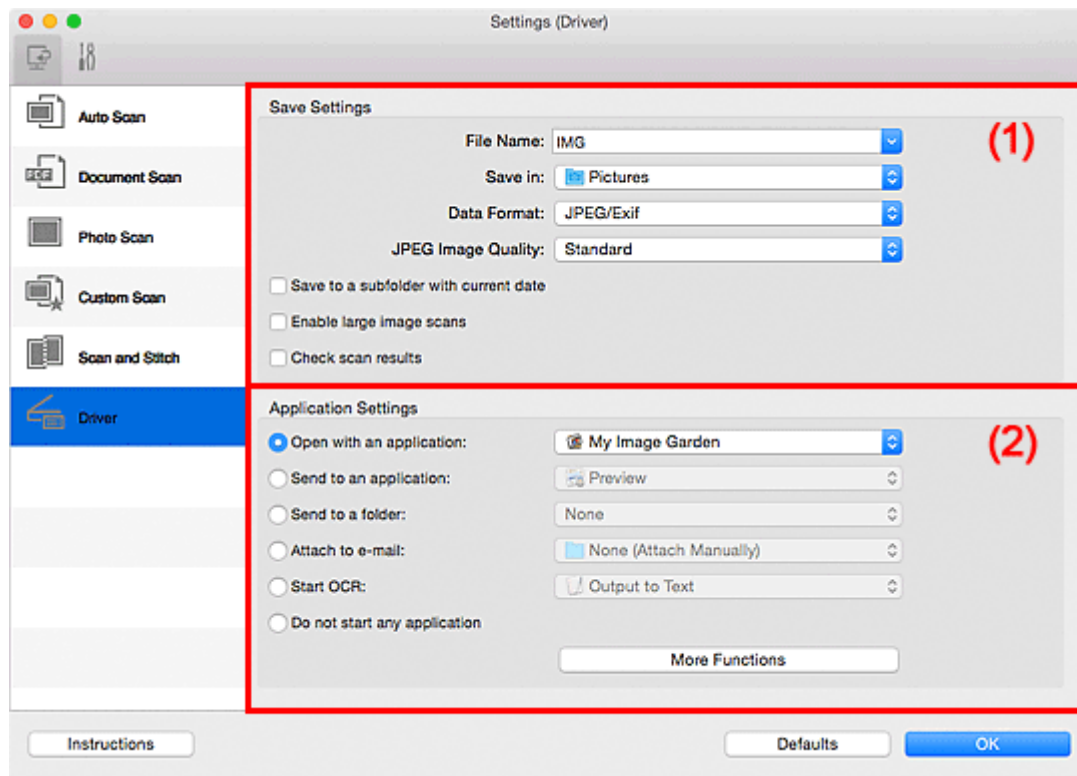 Settings (Driver)
Auto Scan
Document Scan
Photo Scan
Custom Scan
Scan and Stitch
Driver
Save Settings
(1)
File Name: IMG
Save in: Pictures
Data Format: JPEG/Exif
JPEG Image Quality: Standard
Save to a subfolder with current date
Enable large image scans
Check scan results
Application Settings
(2)
Open with an application: My Image Garden
Send to an application: Preview
Send to a folder: None
Attach to e-mail: None (Attach Manually)
Start OCR: Output to Text
Do not start any application
More Functions
Instructions
Defaults
OK